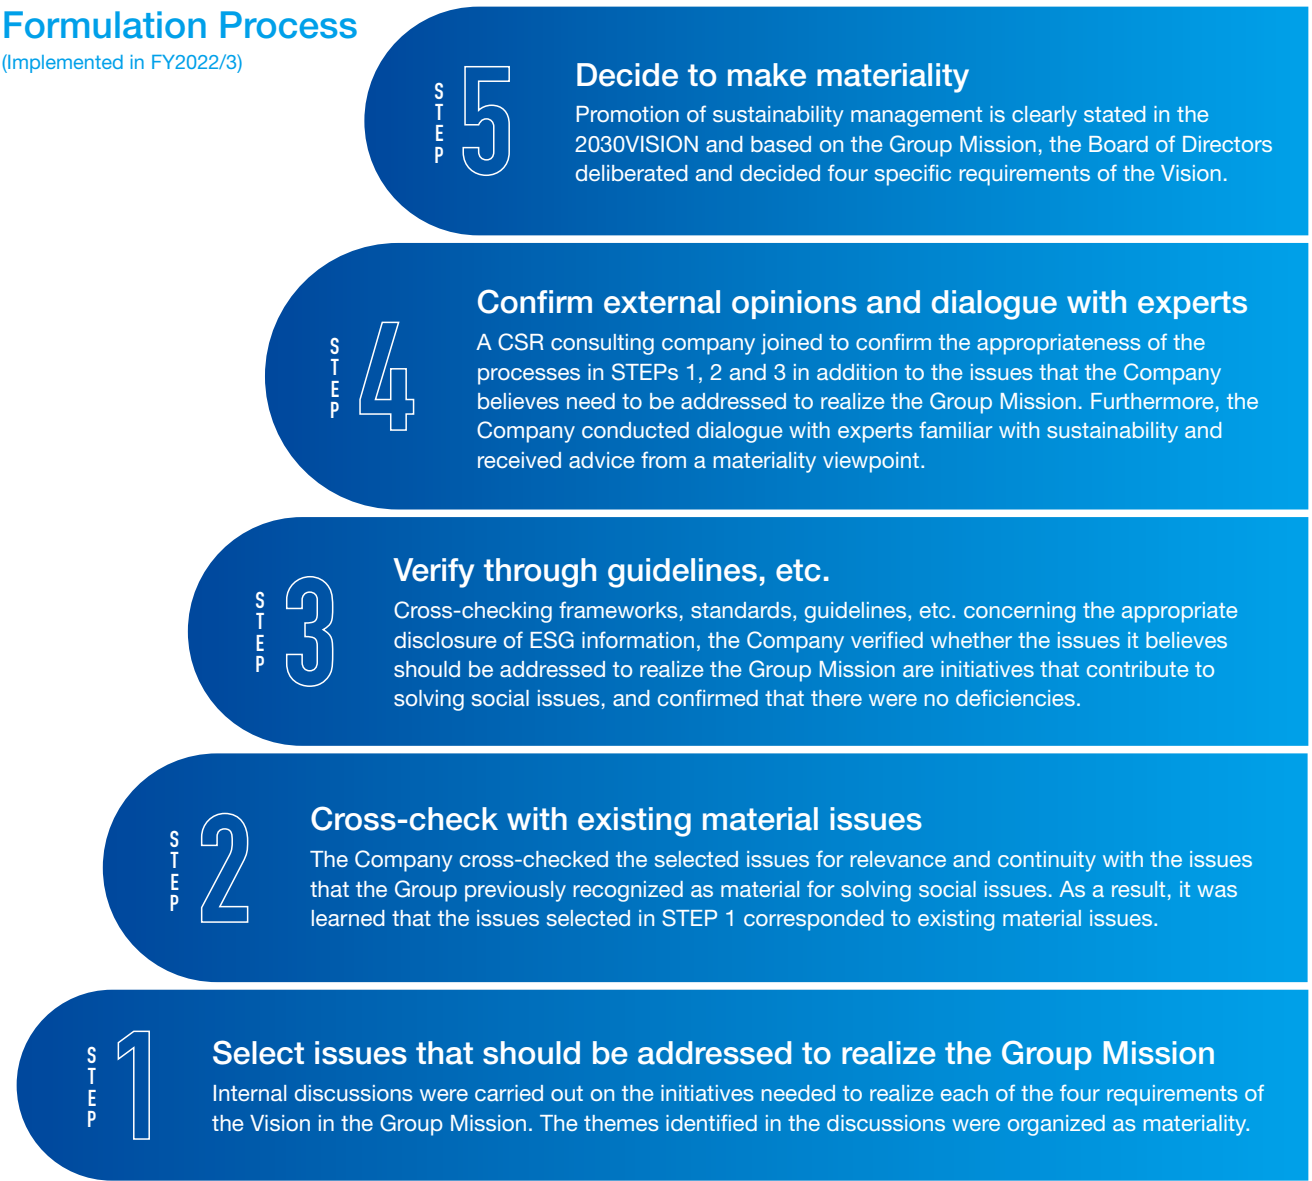 Formulation Process
(Implemented in FY2022/3)
STEP 5
Decide to make materiality
Promotion of sustainability management is clearly stated in the
2030VISION and based on the Group Mission, the Board of Directors
deliberated and decided four specific requirements of the Vision.
STEP 4
Confirm external opinions and dialogue with experts
A CSR consulting company joined to confirm the appropriateness of the
processes in STEPs 1, 2 and 3 in addition to the issues that the Company
believes need to be addressed to realize the Group Mission. Furthermore, the
Company conducted dialogue with experts familiar with sustainability and
received advice from a materiality viewpoint.
STEP 3
Verify through guidelines, etc.
Cross-checking frameworks, standards, guidelines, etc. concerning the appropriate
disclosure of ESG information, the Company verified whether the issues it believes
should be addressed to realize the Group Mission are initiatives that contribute to
solving social issues, and confirmed that there were no deficiencies.
STEP 2
Cross-check with existing material issues
The Company cross-checked the selected issues for relevance and continuity with the issues
that the Group previously recognized as material for solving social issues. As a result, it was
learned that the issues selected in STEP 1 corresponded to existing material issues.
STEP 1
Select issues that should be addressed to realize the Group Mission
Internal discussions were carried out on the initiatives needed to realize each of the four requirements of
the Vision in the Group Mission. The themes identified in the discussions were organized as materiality.